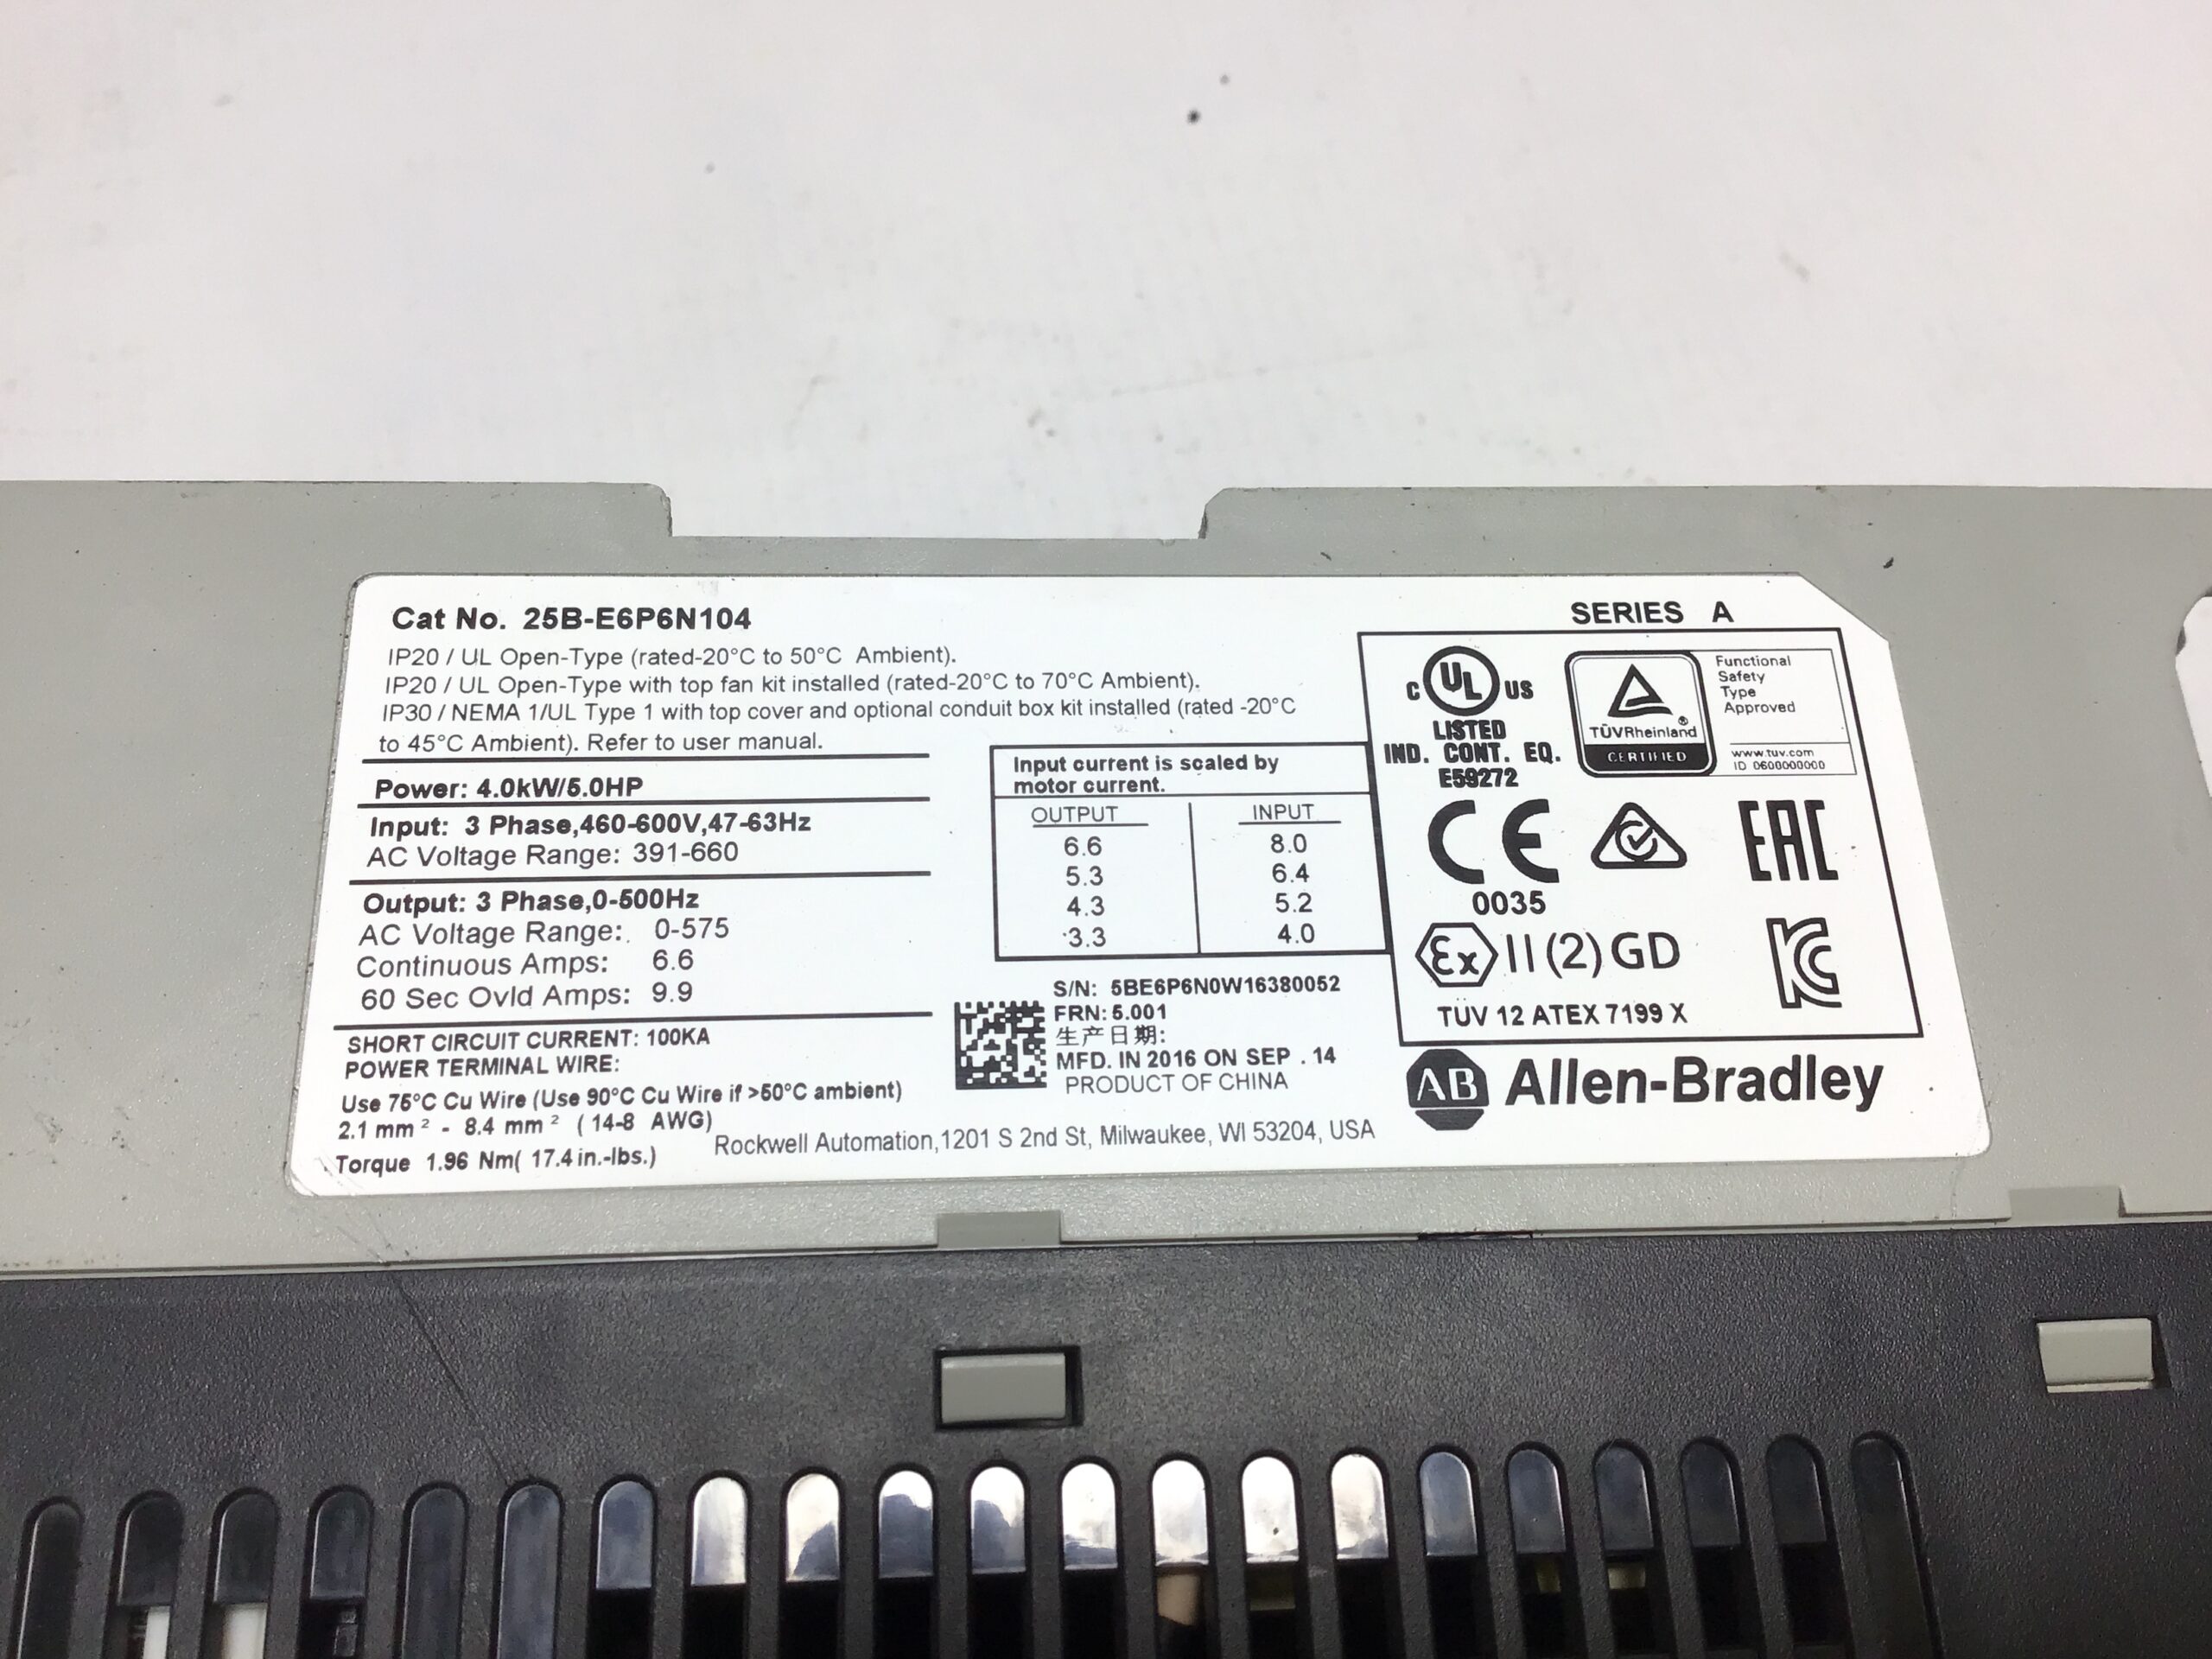 Cat No. 25B-E6P6N104
SERIES A
IP20 / UL Open-Type (rated-20°C to 50°C Ambient).
IP20 / UL Open-Type with top fan kit installed (rated-20°C to 70°C Ambient).
IP30 / NEMA 1/UL Type 1 with top cover and optional conduit box kit installed (rated -20°C
to 45°C Ambient). Refer to user manual.
Power: 4.0kW/5.0HP
Input: 3 Phase,460-600V,47-63Hz
AC Voltage Range: 391-660
Output: 3 Phase,0-500Hz
AC Voltage Range: 0-575
Continuous Amps: 6.6
60 Sec Ovld Amps: 9.9
SHORT CIRCUIT CURRENT: 100KA
POWER TERMINAL WIRE:
Use 75°C Cu Wire (Use 90°C Cu Wire if >50°C ambient)
2.1 mm² - 8.4 mm² (14-8 AWG)
Torque 1.96 Nm( 17.4 in.-lbs.)
Input current is scaled by
motor current.
OUTPUT INPUT
6.6 8.0
5.3 6.4
4.3 5.2
3.3 4.0
S/N: 5BE6P6N0W16380052
FRN: 5.001
生产日期:
MFD. IN 2016 ON SEP . 14
PRODUCT OF CHINA
Rockwell Automation,1201 S 2nd St, Milwaukee, WI 53204, USA
C UL US
LISTED
IND. CONT. EQ.
E59272
TÜVRheinland ®
CERTIFIED
Functional
Safety
Type
Approved
www.tuv.com
ID 0600000000
CE
0035
EAC
Ex II (2) GD
KC
TÜV 12 ATEX 7199 X
AB Allen-Bradley